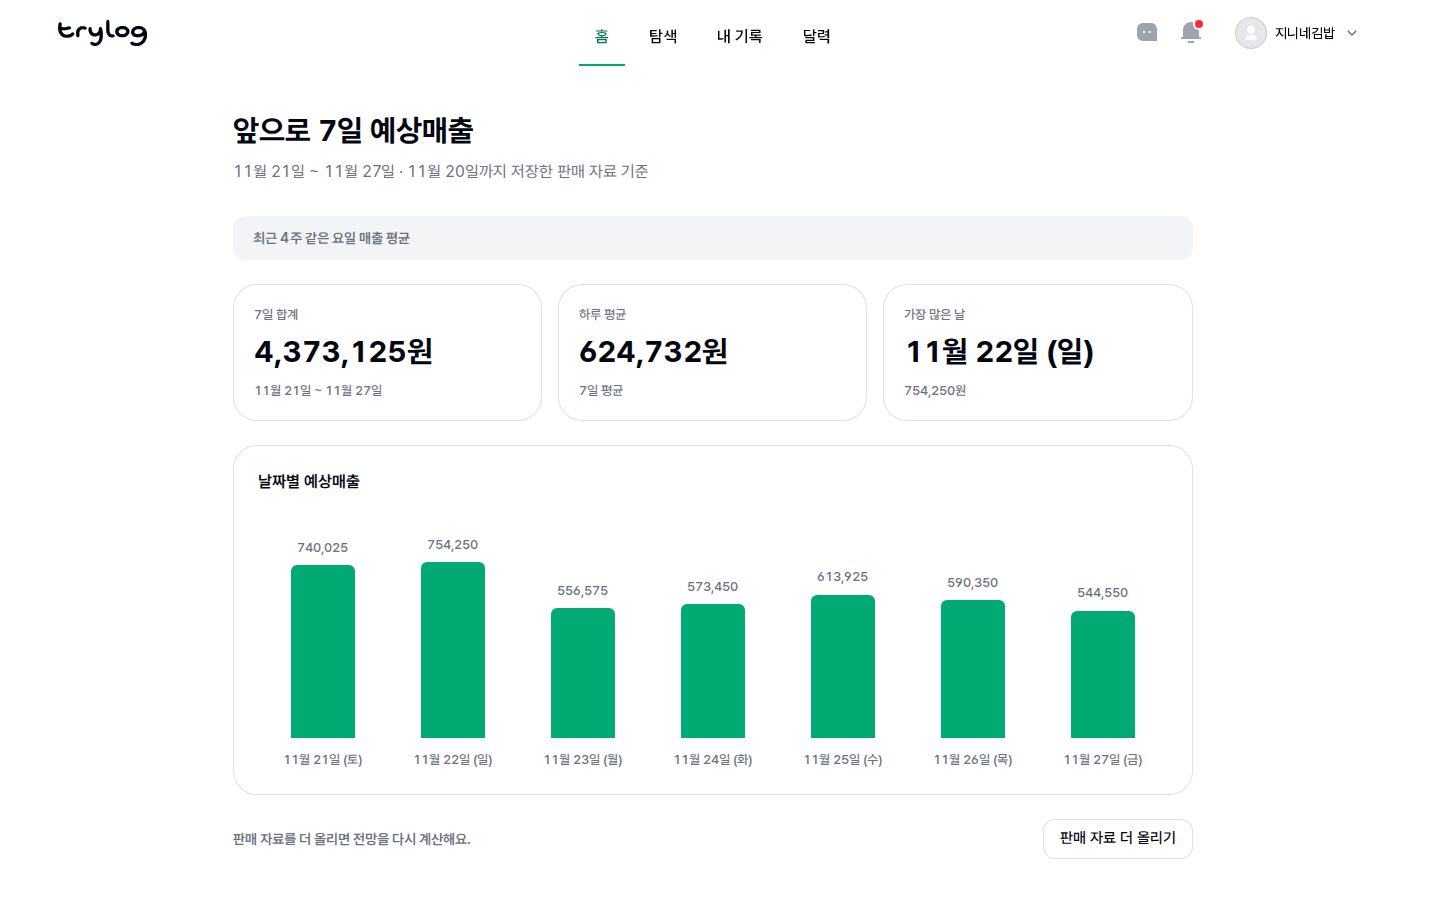 trylog
홈
탐색
내 기록
달력
지니네김밥
앞으로 7일 예상매출
11월 21일 ~ 11월 27일 · 11월 20일까지 저장한 판매 자료 기준
최근 4주 같은 요일 매출 평균
7일 합계
4,373,125원
11월 21일 ~ 11월 27일
하루 평균
624,732원
7일 평균
가장 많은 날
11월 22일 (일)
754,250원
날짜별 예상매출
740,025
754,250
556,575
573,450
613,925
590,350
544,550
11월 21일 (토)
11월 22일 (일)
11월 23일 (월)
11월 24일 (화)
11월 25일 (수)
11월 26일 (목)
11월 27일 (금)
판매 자료를 더 올리면 전망을 다시 계산해요.
판매 자료 더 올리기